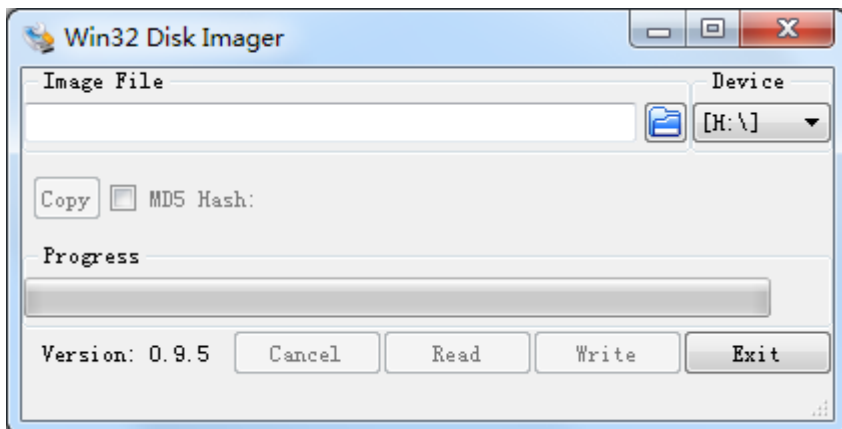 Win32 Disk Imager
Image File
Device
[H:\]
Copy
MD5 Hash:
Progress
Version: 0.9.5
Cancel
Read
Write
Exit